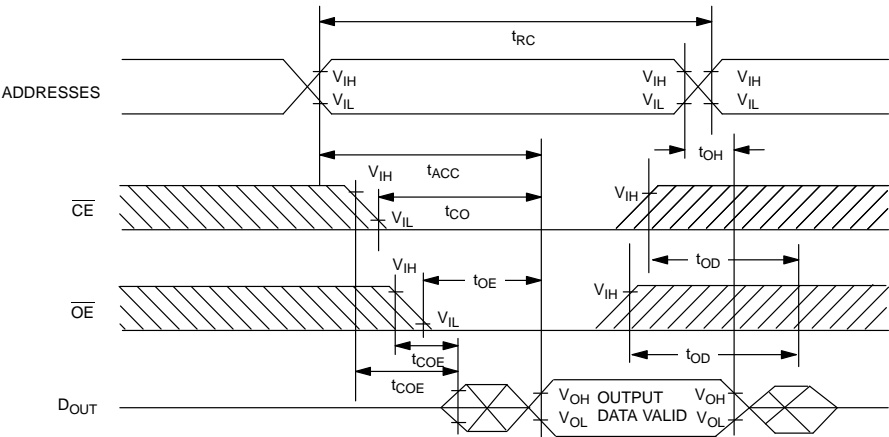 tRC
ADDRESSES
VIH
VIL
VIH
VIL
VIH
VIL
tOH
tACC
CE
VIH
VIL
tCO
VIH
tOD
OE
VIH
VIL
tOE
VIH
tOD
tCOE
tCOE
DOUT
VOH
VOL
OUTPUT
DATA VALID
VOH
VOL